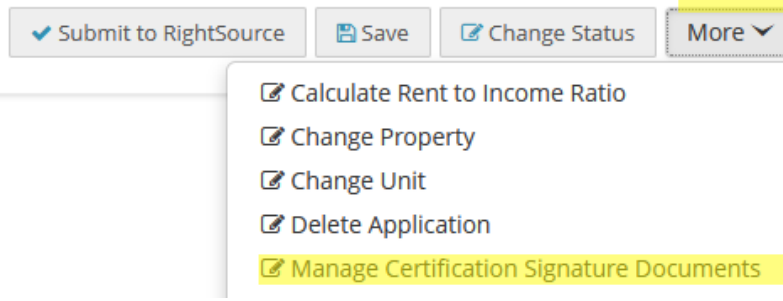 Submit to RightSource Save Change Status More
Calculate Rent to Income Ratio
Change Property
Change Unit
Delete Application
Manage Certification Signature Documents